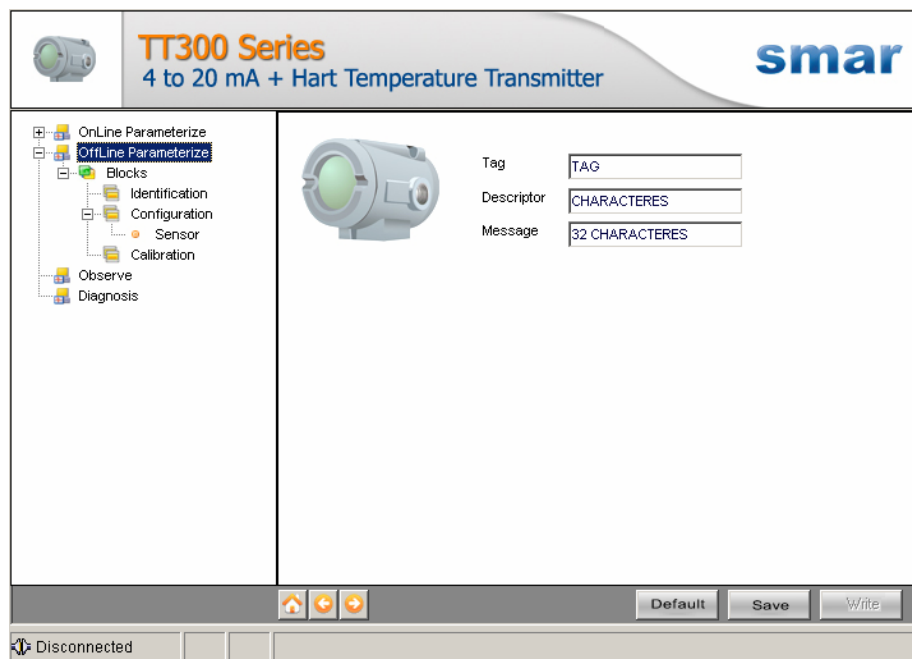 TT300 Series
4 to 20 mA + Hart Temperature Transmitter
smar
OnLine Parameterize
OffLine Parameterize
Blocks
Identification
Configuration
Sensor
Calibration
Observe
Diagnosis
Tag TAG
Descriptor CHARACTERES
Message 32 CHARACTERES
Default Save Write
Disconnected